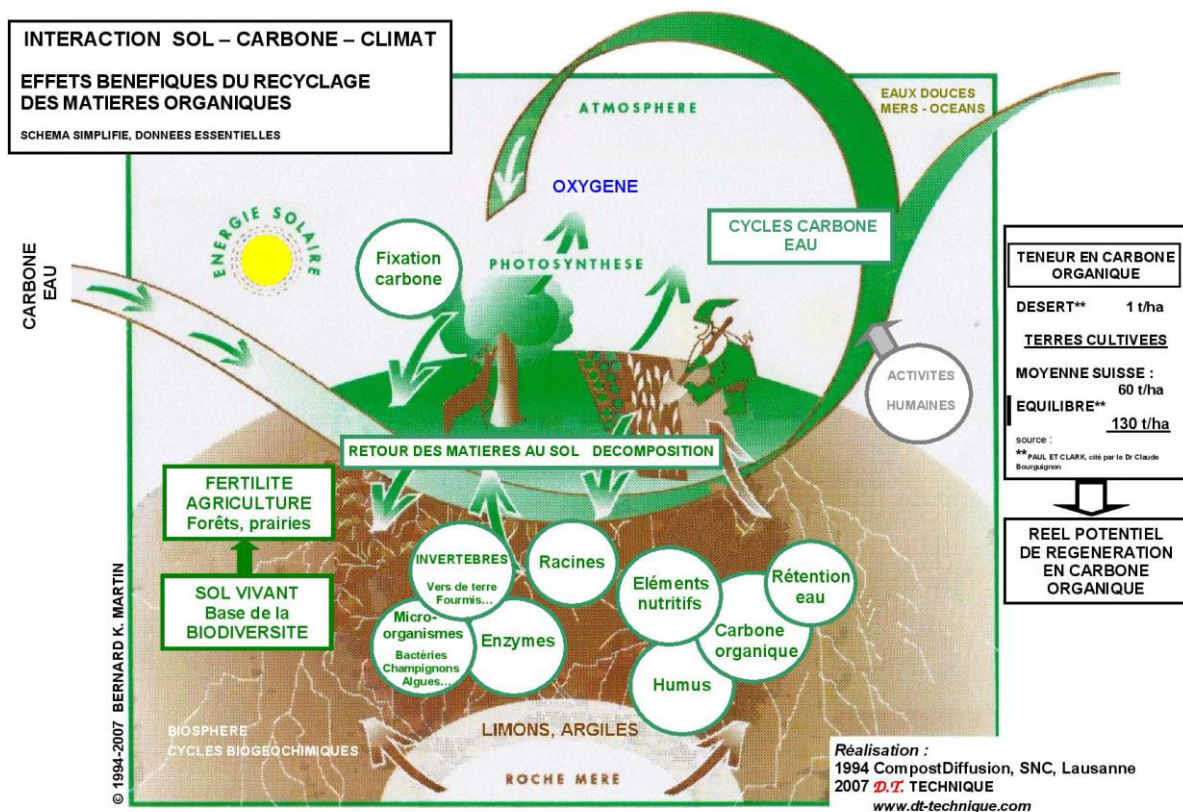 INTERACTION SOL – CARBONE – CLIMAT
EFFETS BENEFIQUES DU RECYCLAGE
DES MATIERES ORGANIQUES
SCHEMA SIMPLIFIE, DONNEES ESSENTIELLES
ATMOSPHERE
EAUX DOUCES
MERS - OCEANS
OXYGENE
ENERGIE SOLAIRE
CARBONE
EAU
Fixation
carbone
PHOTOSYNTHESE
CYCLES CARBONE
EAU
TENEUR EN CARBONE
ORGANIQUE
DESERT** 1 t/ha
TERRES CULTIVEES
MOYENNE SUISSE :
60 t/ha
EQUILIBRE**
130 t/ha
source :
**PAUL ET CLARK, cité par le Dr Claude
Bourguignon
ACTIVITES
HUMAINES
RETOUR DES MATIERES AU SOL DECOMPOSITION
FERTILITE
AGRICULTURE
Forêts, prairies
SOL VIVANT
Base de la
BIODIVERSITE
REEL POTENTIEL
DE REGENERATION
EN CARBONE
ORGANIQUE
INVERTEBRES
Vers de terre
Fourmis...
Racines
Eléments
nutritifs
Rétention
eau
Micro-
organismes
Bactéries
Champignons
Algues...
Enzymes
Carbone
organique
Humus
LIMONS, ARGILES
ROCHE MERE
BIOSPHERE
CYCLES BIOGEOCHIMIQUES
© 1994-2007 BERNARD K. MARTIN
Réalisation :
1994 CompostDiffusion, SNC, Lausanne
2007 D.T. TECHNIQUE
www.dt-technique.com